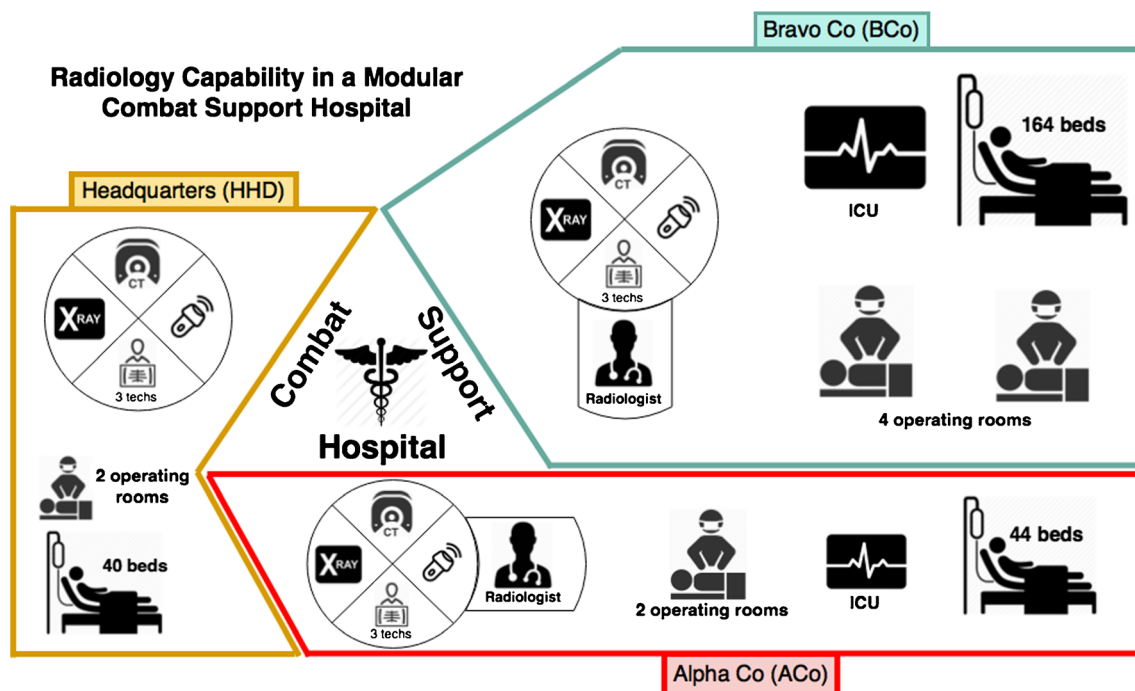 Radiology Capability in a Modular
Combat Support Hospital
Bravo Co (BCo)
CT
X RAY
3 techs
Radiologist
ICU
164 beds
4 operating rooms
Headquarters (HHD)
CT
X RAY
3 techs
2 operating
rooms
40 beds
Combat
Support
Hospital
CT
X RAY
3 techs
Radiologist
2 operating rooms
ICU
44 beds
Alpha Co (ACo)